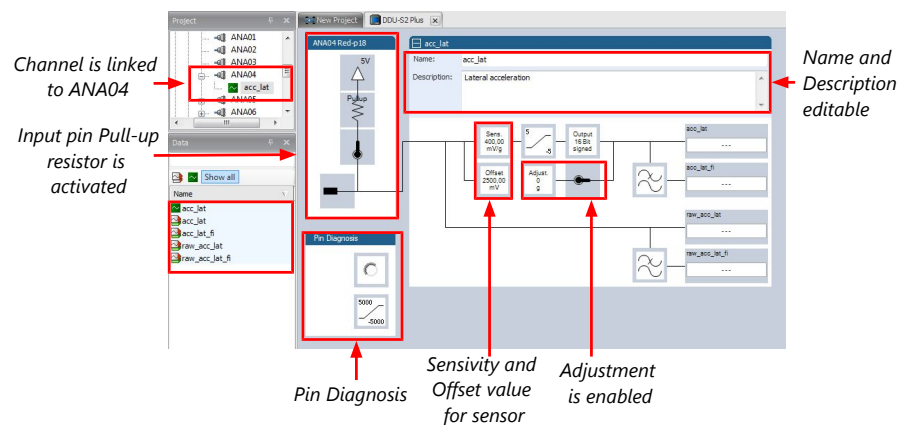 Project
ANA01
ANA02
ANA03
ANA04
acc_lat
ANA05
ANA06
Channel is linked
to ANA04
Input pin Pull-up
resistor is
activated
Data
Show all
Name
acc_lat
acc_lat
acc_lat_fi
raw_acc_lat
raw_acc_lat_fi
New Project
DDU-S2 Plus
ANA04 Red-p18
5V
Pullup
Pin Diagnosis
5000
-5000
acc_lat
Name:
acc_lat
Description:
Lateral acceleration
Name and
Description
editable
Sens.
400,00
mV/g
5
-5
Output
16 Bit
signed
Offset
2500,00
mV
Adjust.
0
g
acc_lat
---
acc_lat_fi
---
raw_acc_lat
---
raw_acc_lat_fi
---
Pin Diagnosis
Sensivity and
Offset value
for sensor
Adjustment
is enabled